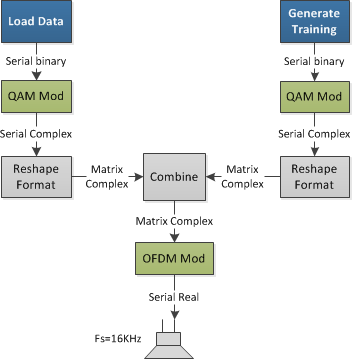 Load Data
Generate
Training
Serial binary
Serial binary
QAM Mod
QAM Mod
Serial Complex
Serial Complex
Reshape
Format
Matrix
Complex
Combine
Matrix
Complex
Reshape
Format
Matrix Complex
OFDM Mod
Serial Real
Fs=16KHz